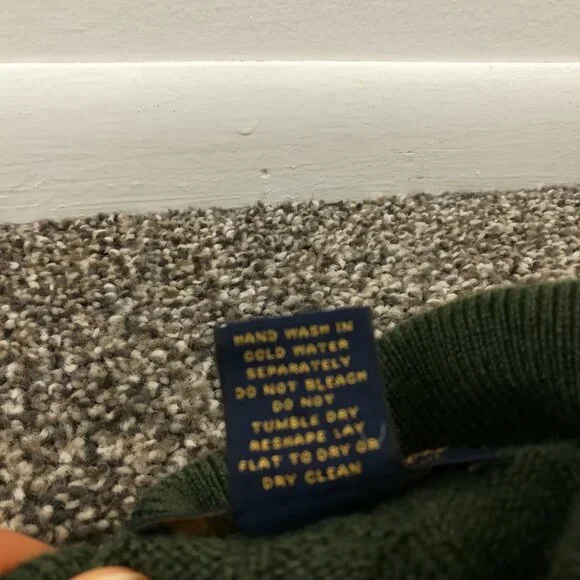 HAND WASH IN
COLD WATER
SEPARATELY
DO NOT BLEACH
DO NOT
TUMBLE DRY
RESHAPE LAY
FLAT TO DRY OR
DRY CLEAN